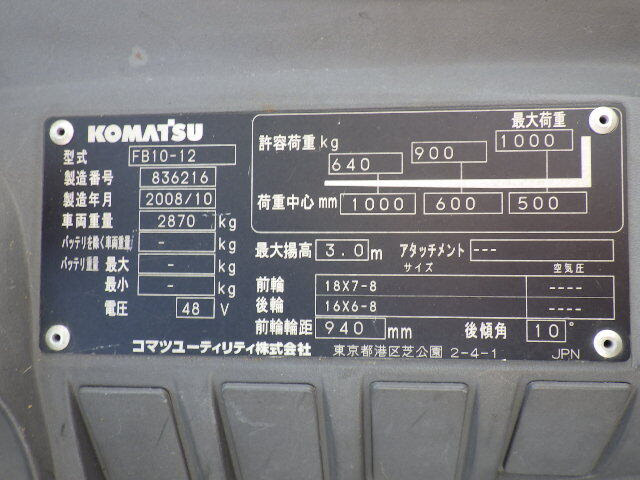 KOMATSU
型式 FB10-12
製造番号 836216
製造年月 2008/10
車両重量 2870 kg
バッテリを除く車両重量 - kg
バッテリ重量 最大 - kg
最小 - kg
電圧 48 V
最大荷重
許容荷重 kg 640 900 1000
荷重中心 mm 1000 600 500
最大揚高 3.0 m アタッチメント ---
サイズ 空気圧
前輪 18X7-8 ----
後輪 16X6-8 ----
前輪輪距 940 mm 後傾角 10°
コマツユーティリティ株式会社 東京都港区芝公園 2-4-1 JPN